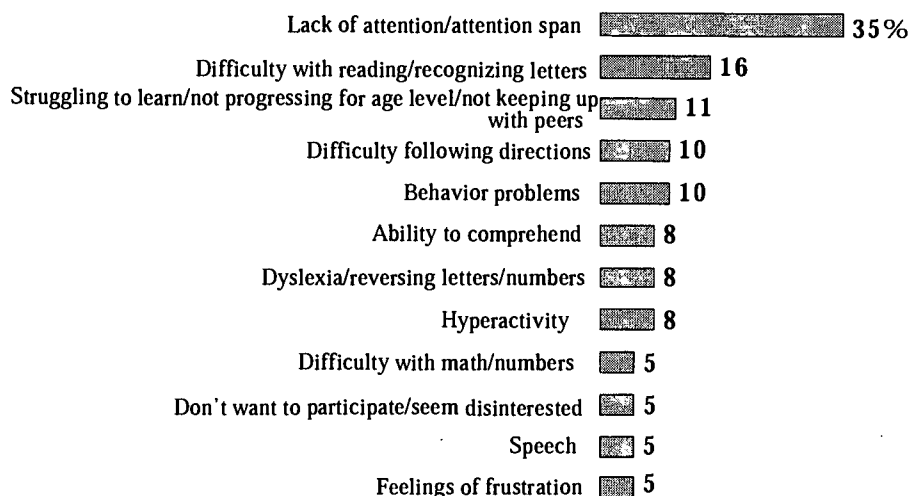 Lack of attention/attention span 35%
Difficulty with reading/recognizing letters 16
Struggling to learn/not progressing for age level/not keeping up
with peers 11
Difficulty following directions 10
Behavior problems 10
Ability to comprehend 8
Dyslexia/reversing letters/numbers 8
Hyperactivity 8
Difficulty with math/numbers 5
Don't want to participate/seem disinterested 5
Speech 5
Feelings of frustration 5